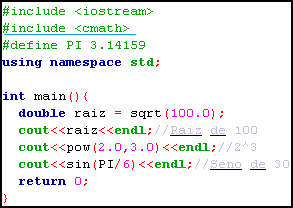 #include <iostream>
#include <cmath>
#define PI 3.14159
using namespace std;
int main(){
double raiz = sqrt(100.0);
cout<<raiz<<endl;//Raiz de 100
cout<<pow(2.0,3.0)<<endl;//2^3
cout<<sin(PI/6)<<endl;//Seno de 30
return 0;
}